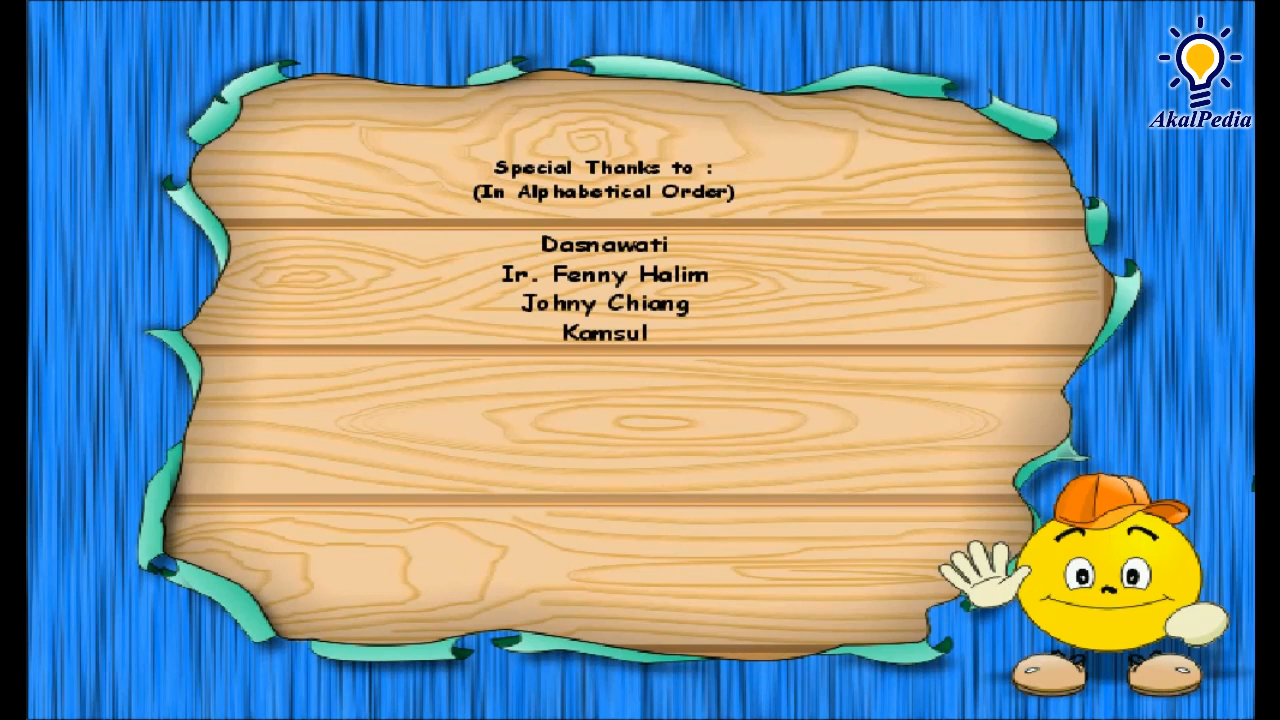 AkalPedia
Special Thanks to :
(In Alphabetical Order)
Dasnawati
Ir. Fenny Halim
Johny Chiang
Kamsul